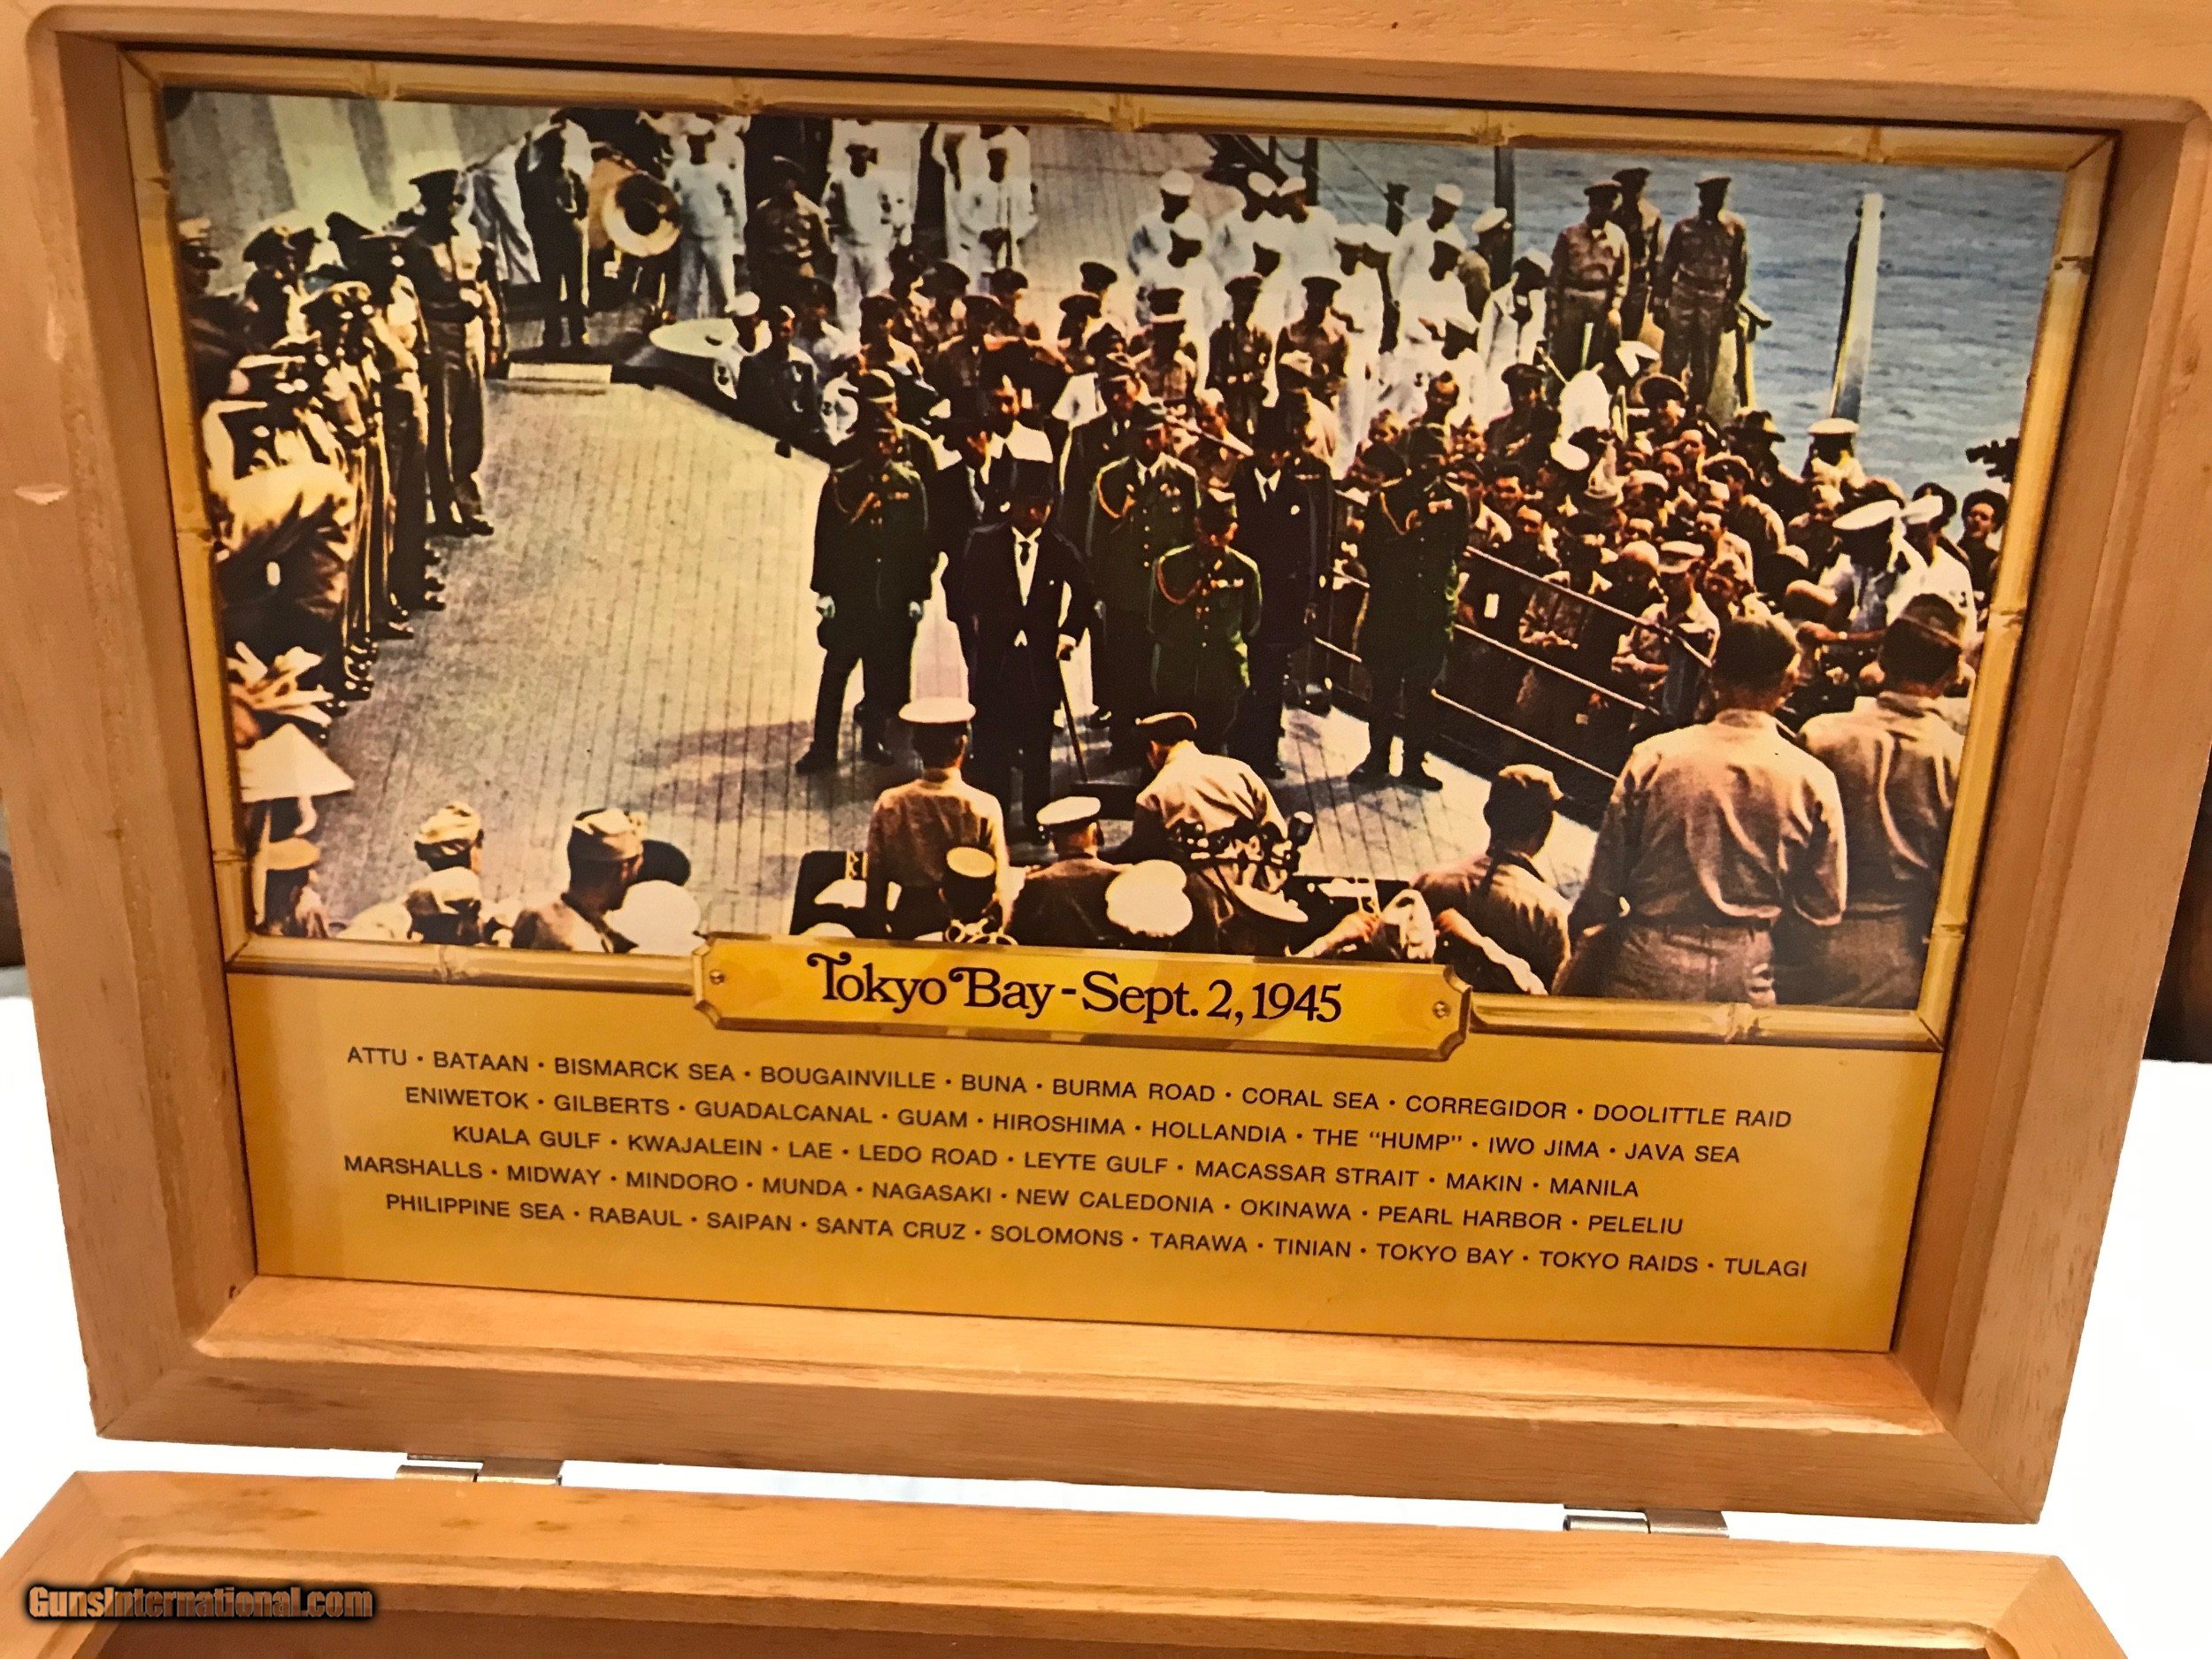 Tokyo Bay - Sept. 2, 1945
ATTU • BATAAN • BISMARCK SEA • BOUGAINVILLE • BUNA • BURMA ROAD • CORAL SEA • CORREGIDOR • DOOLITTLE RAID
ENIWETOK • GILBERTS • GUADALCANAL • GUAM • HIROSHIMA • HOLLANDIA • THE "HUMP" • IWO JIMA • JAVA SEA
KUALA GULF • KWAJALEIN • LAE • LEDO ROAD • LEYTE GULF • MACASSAR STRAIT • MAKIN • MANILA
MARSHALLS • MIDWAY • MINDORO • MUNDA • NAGASAKI • NEW CALEDONIA • OKINAWA • PEARL HARBOR • PELELIU
PHILIPPINE SEA • RABAUL • SAIPAN • SANTA CRUZ • SOLOMONS • TARAWA • TINIAN • TOKYO BAY • TOKYO RAIDS • TULAGI
GunsInternational.com